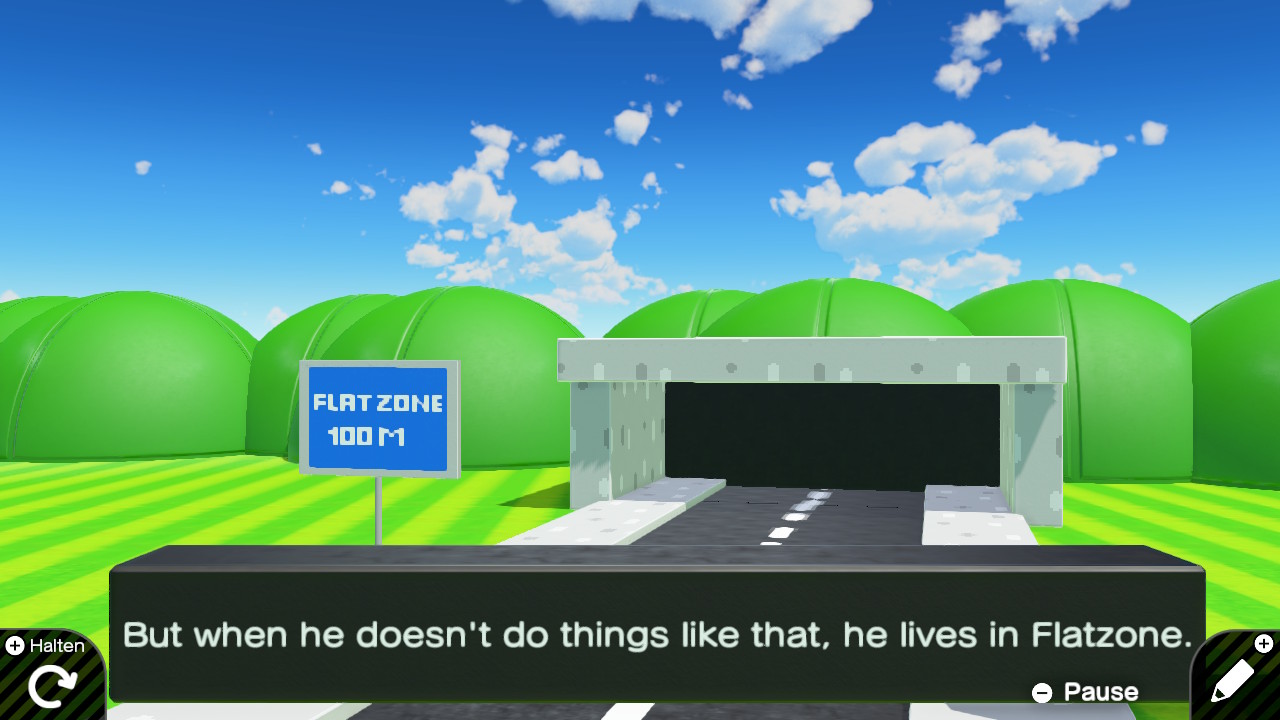 FLAT ZONE
100 M
But when he doesn't do things like that, he lives in Flatzone.
+ Halten
+
− Pause